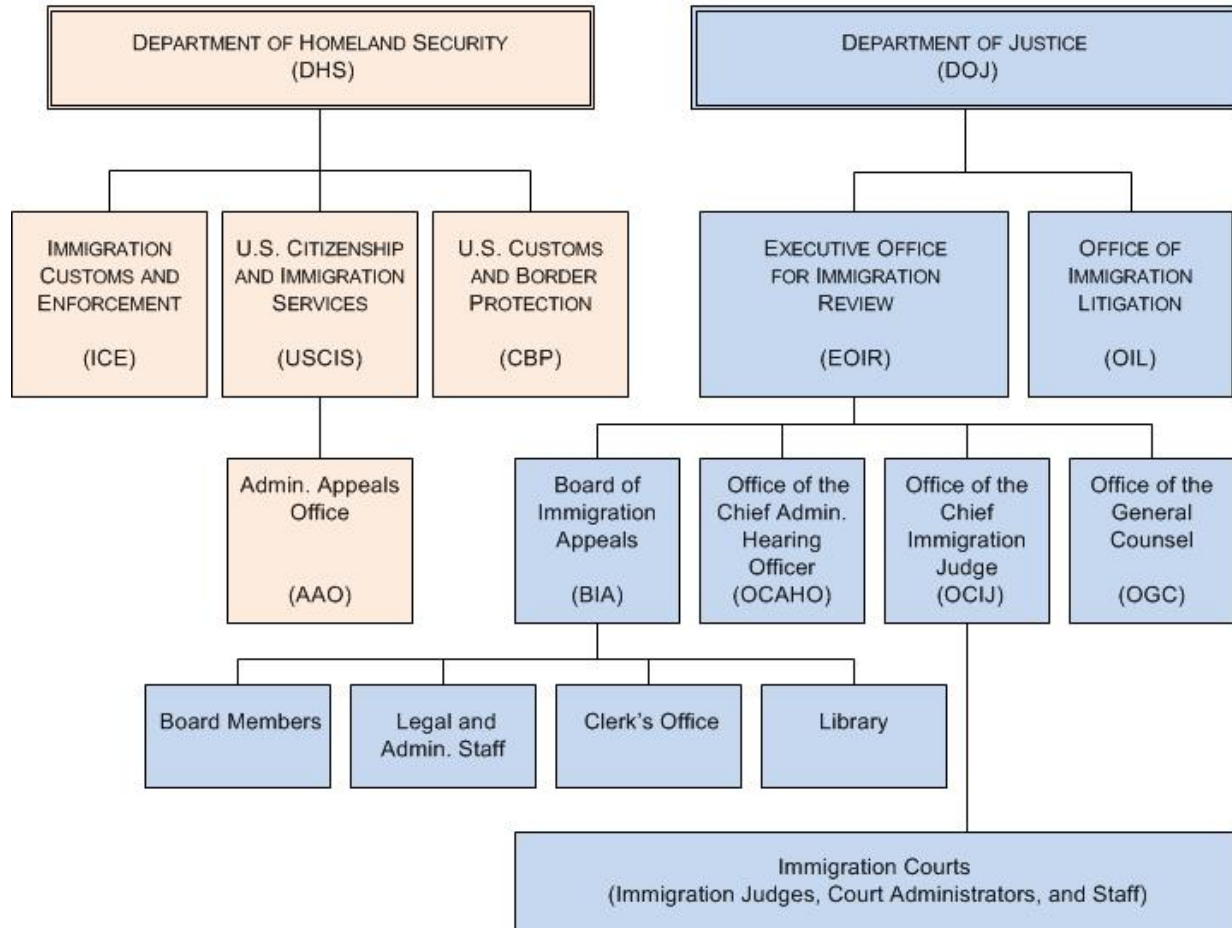 DEPARTMENT OF HOMELAND SECURITY
(DHS)
DEPARTMENT OF JUSTICE
(DOJ)
IMMIGRATION
CUSTOMS AND
ENFORCEMENT
(ICE)
U.S. CITIZENSHIP
AND IMMIGRATION
SERVICES
(USCIS)
U.S. CUSTOMS
AND BORDER
PROTECTION
(CBP)
EXECUTIVE OFFICE
FOR IMMIGRATION
REVIEW
(EOIR)
OFFICE OF
IMMIGRATION
LITIGATION
(OIL)
Admin. Appeals
Office
(AAO)
Board of
Immigration
Appeals
(BIA)
Office of the
Chief Admin.
Hearing
Officer
(OCAHO)
Office of the
Chief
Immigration
Judge
(OCIJ)
Office of the
General
Counsel
(OGC)
Board Members
Legal and
Admin. Staff
Clerk's Office
Library
Immigration Courts
(Immigration Judges, Court Administrators, and Staff)